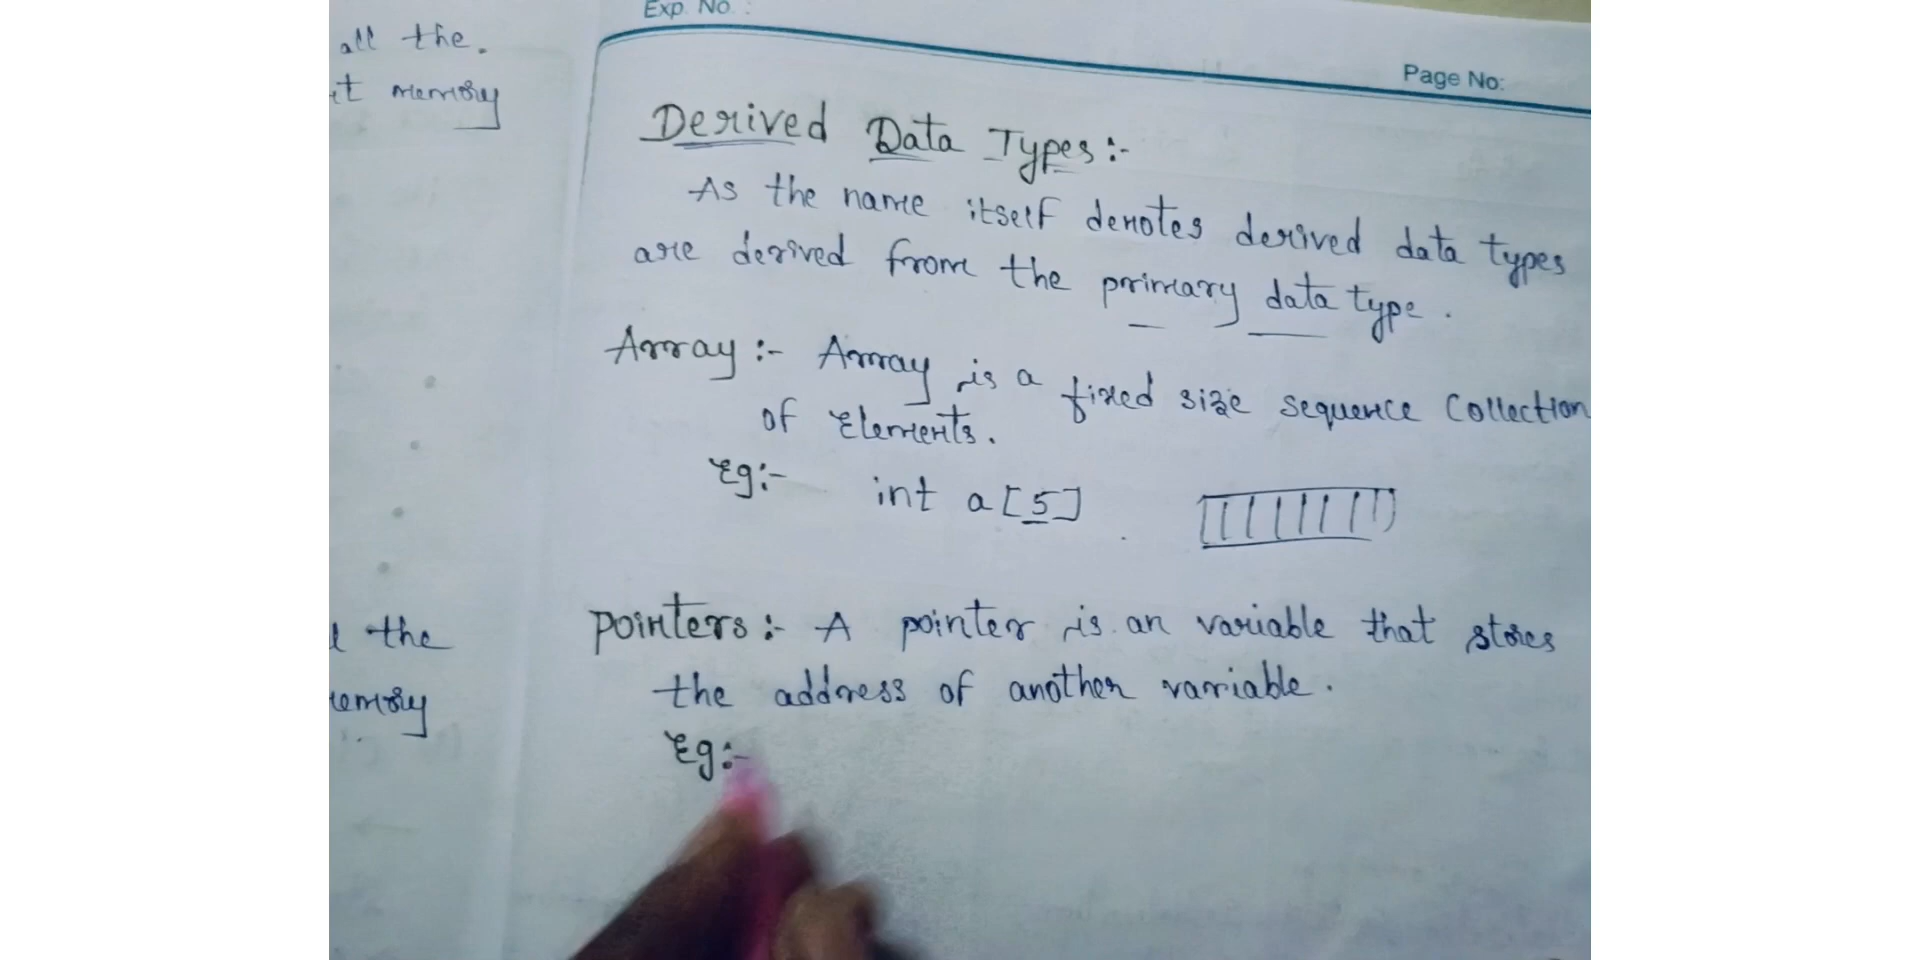 Exp. No. :
Page No:
all the.
memory
Derived Data Types :-
As the name itself denotes derived data types
are derived from the primary data type.
Array :- Array is a fixed size sequence collection
of Elements.
Eg:- int a[5]
the
pointers :- A pointer is an variable that stores
the address of another variable.
Eg:-